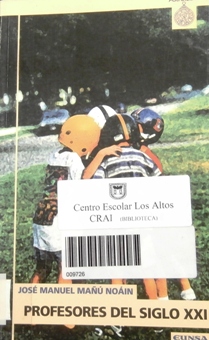 Centro Escolar Los Altos
CRAI (BIBLIOTECA)
009726
JOSÉ MANUEL MAÑÚ NOÁIN
PROFESORES DEL SIGLO XXI
EUNSA